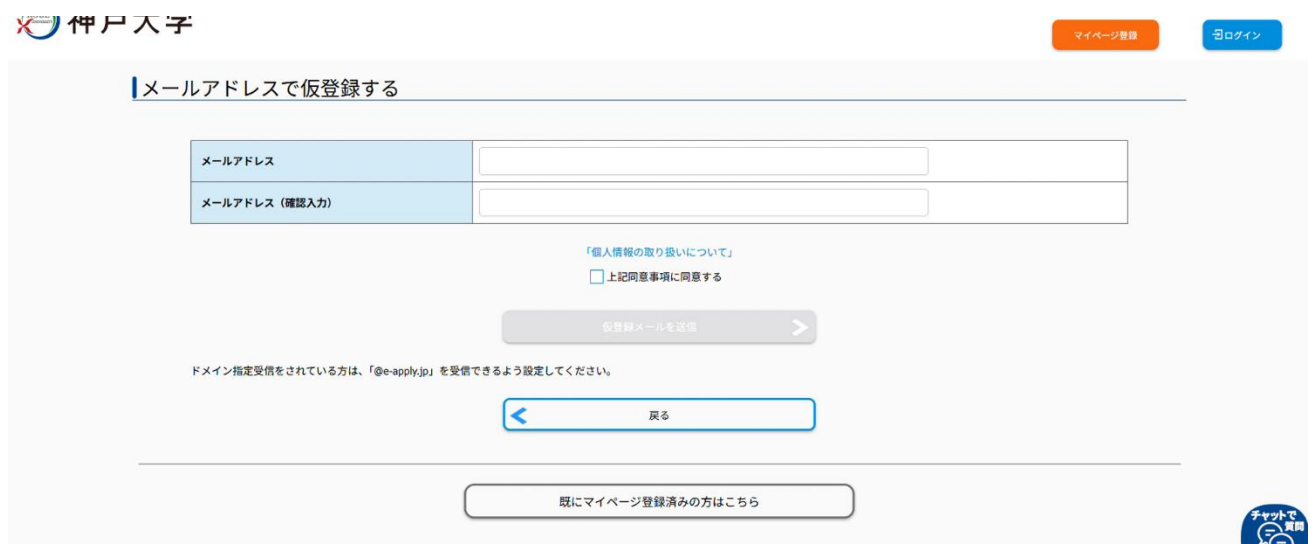 神戸大学
マイページ登録
ログイン
メールアドレスで仮登録する
メールアドレス
メールアドレス（確認入力）
「個人情報の取り扱いについて」
上記同意事項に同意する
仮登録メールを送信
ドメイン指定受信をされている方は、「@e-apply.jp」を受信できるよう設定してください。
戻る
既にマイページ登録済みの方はこちら
チャットで
質問